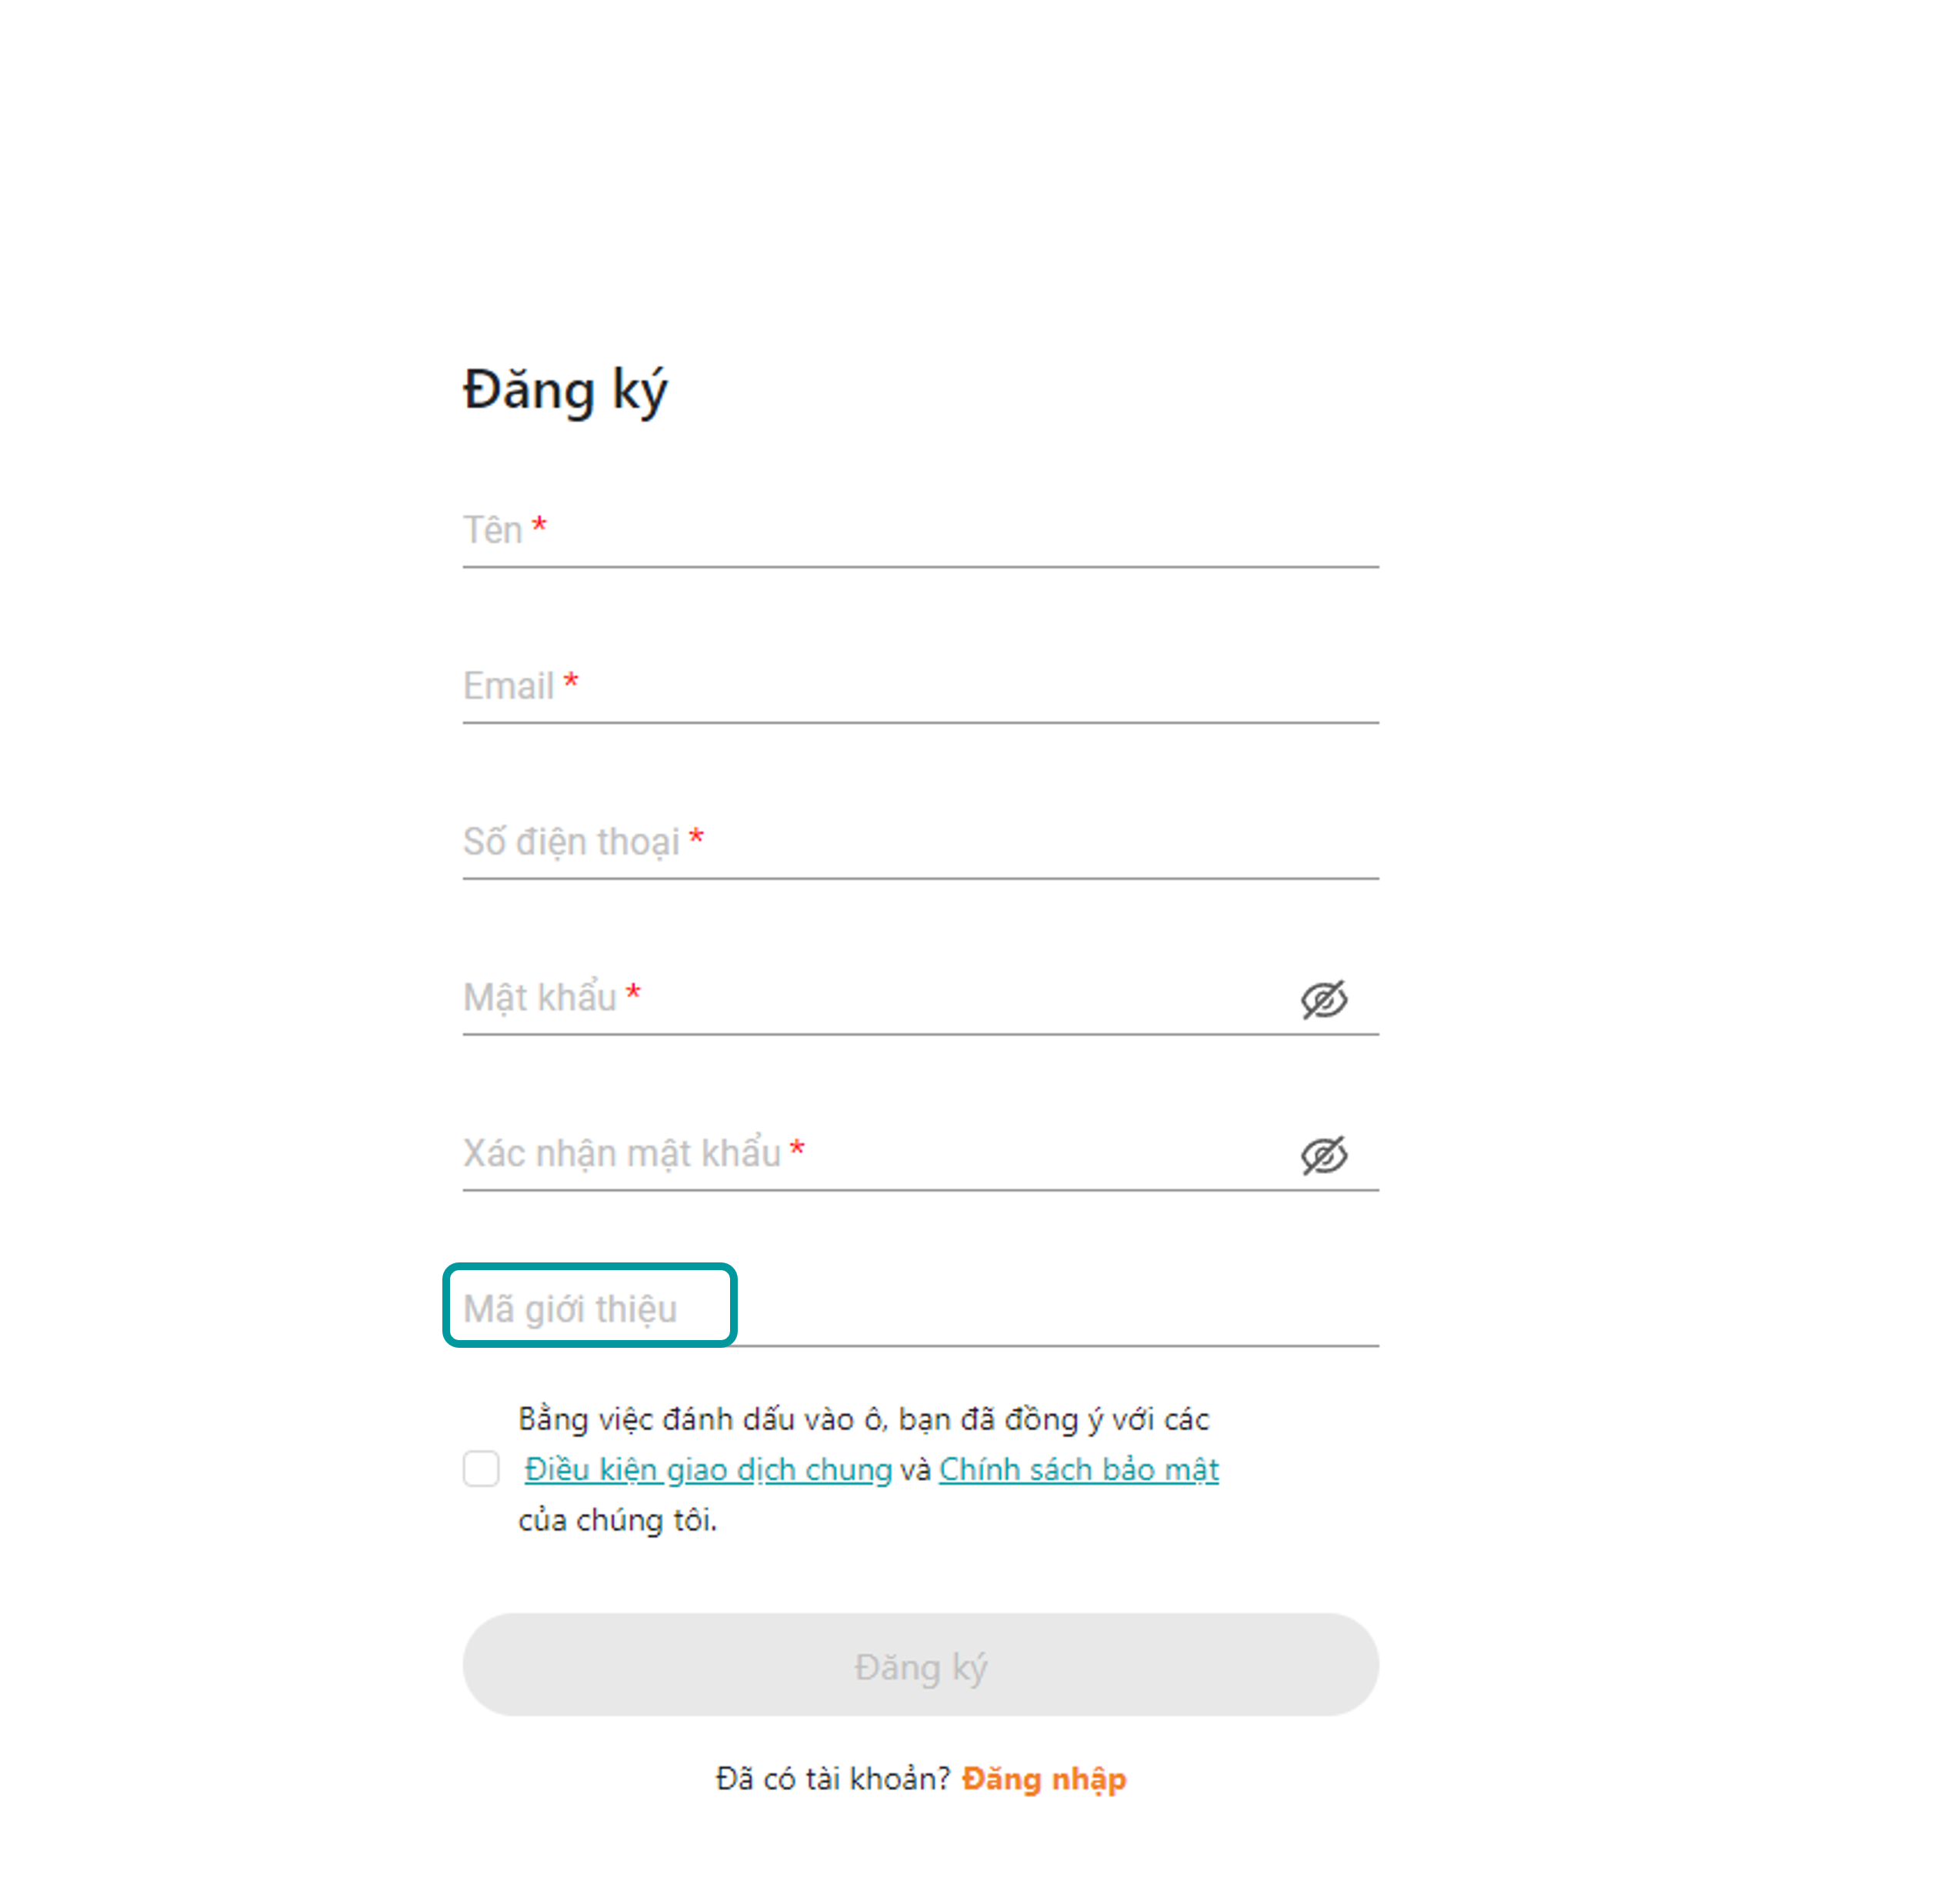 Đăng ký
Tên *
Email *
Số điện thoại *
Mật khẩu *
Xác nhận mật khẩu *
Mã giới thiệu
Bằng việc đánh dấu vào ô, bạn đã đồng ý với các
Điều kiện giao dịch chung và Chính sách bảo mật
của chúng tôi.
Đăng ký
Đã có tài khoản? Đăng nhập